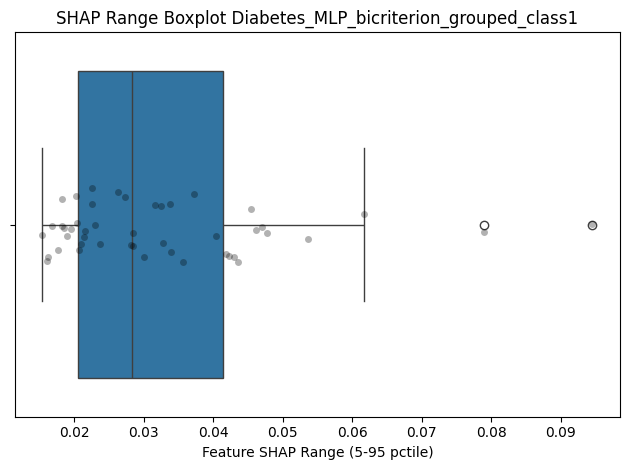 SHAP Range Boxplot Diabetes_MLP_bicriterion_grouped_class1
0.02 0.03 0.04 0.05 0.06 0.07 0.08 0.09
Feature SHAP Range (5-95 pctile)